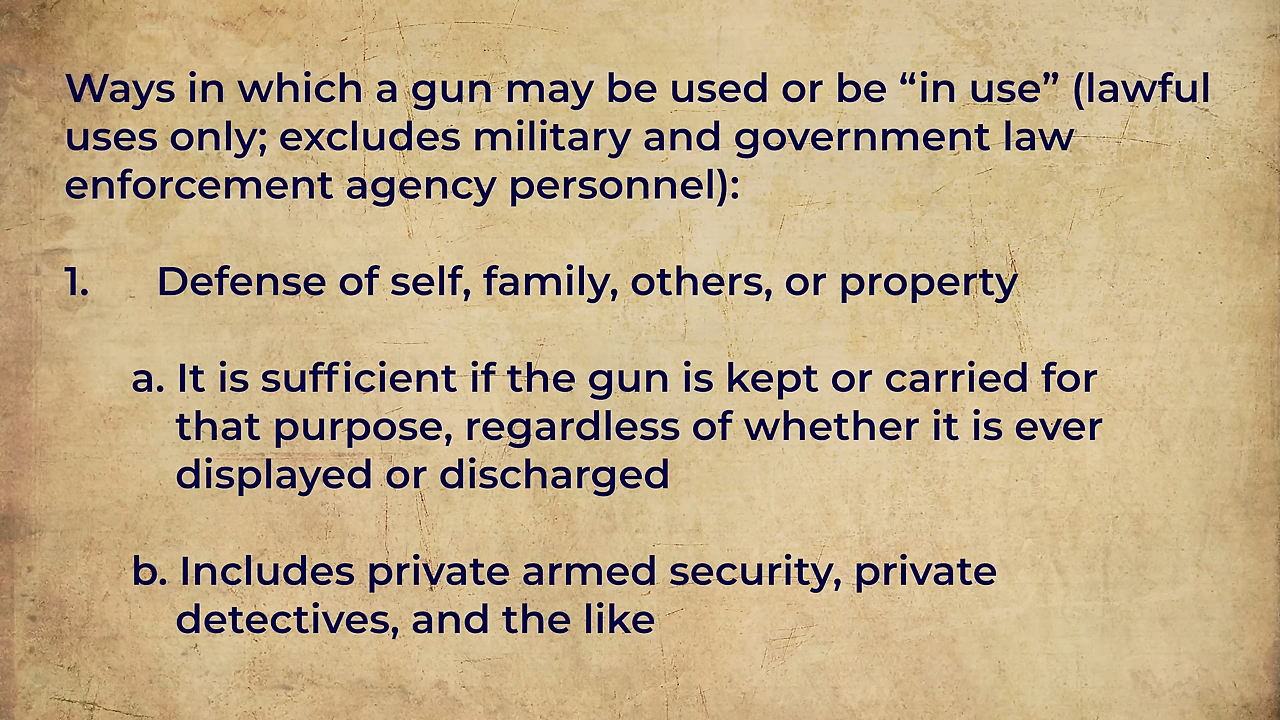 Ways in which a gun may be used or be “in use” (lawful
uses only; excludes military and government law
enforcement agency personnel):
1. Defense of self, family, others, or property
a. It is sufficient if the gun is kept or carried for
that purpose, regardless of whether it is ever
displayed or discharged
b. Includes private armed security, private
detectives, and the like